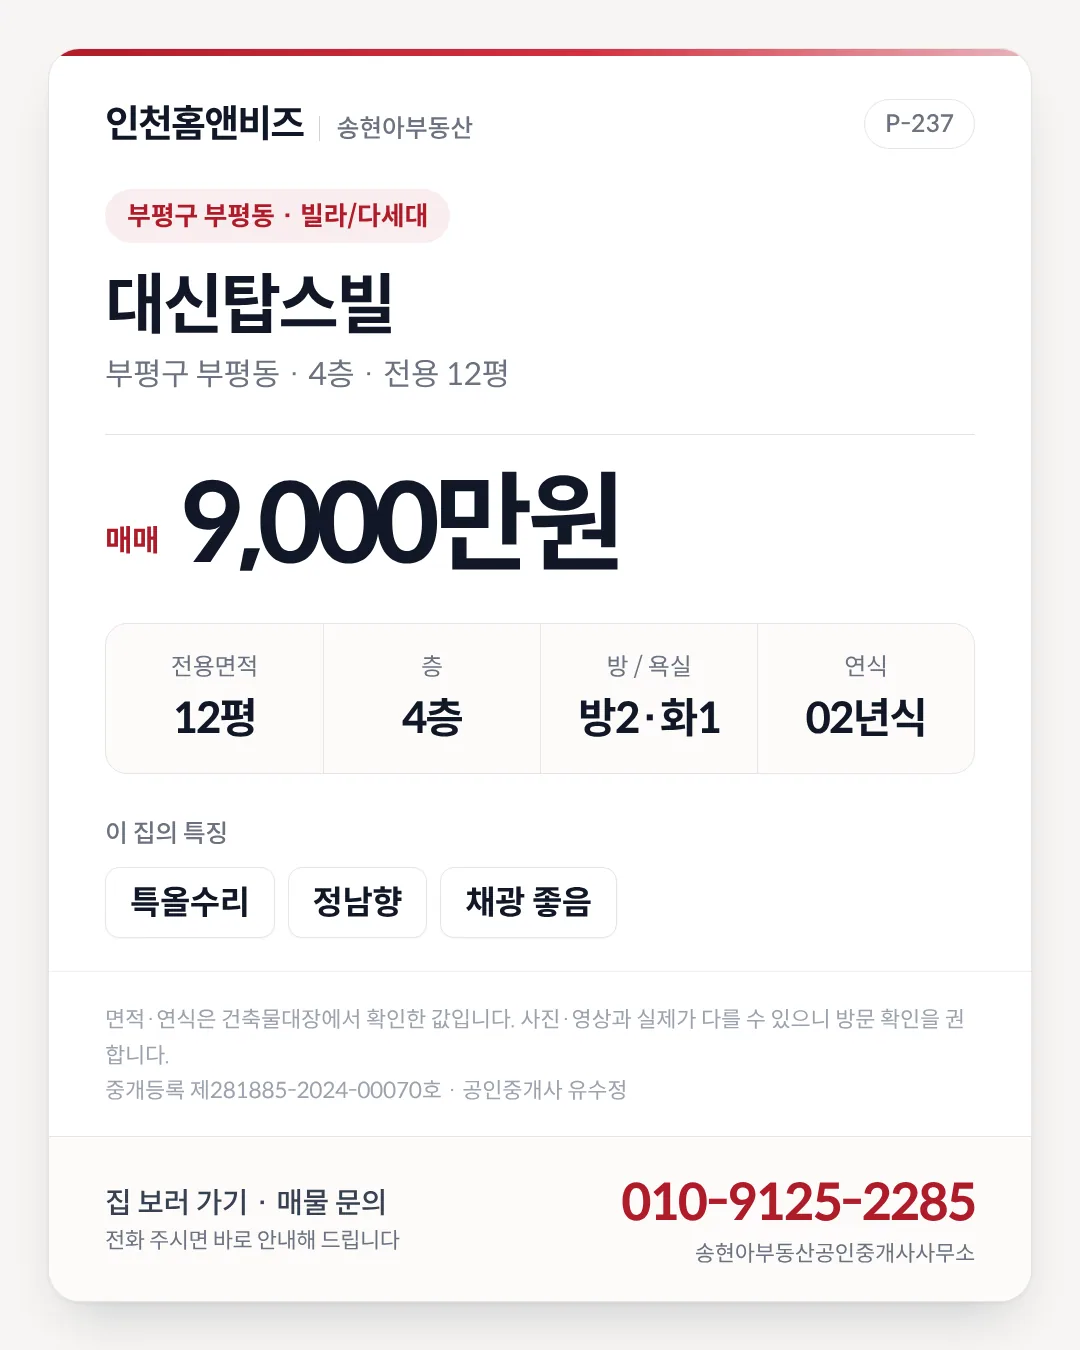 인천홈앤비즈 | 송현아부동산
P-237
부평구 부평동 · 빌라/다세대
대신탑스빌
부평구 부평동 · 4층 · 전용 12평
매매 9,000만원
전용면적 층 방 / 욕실 연식
12평 4층 방2·화1 02년식
이 집의 특징
특올수리 정남향 채광 좋음
면적·연식은 건축물대장에서 확인한 값입니다. 사진·영상과 실제가 다를 수 있으니 방문 확인을 권
합니다.
중개등록 제281885-2024-00070호 · 공인중개사 유수정
집 보러 가기 · 매물 문의
전화 주시면 바로 안내해 드립니다
010-9125-2285
송현아부동산공인중개사사무소